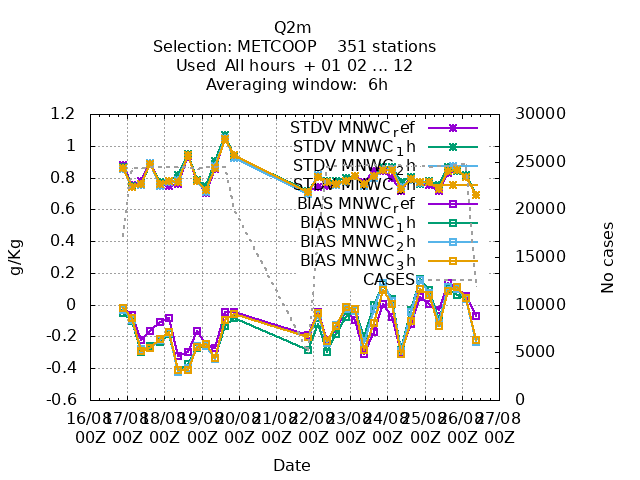 Q2m
Selection: METCOOP 351 stations
Used All hours + 01 02 ... 12
Averaging window: 6h
1.2 30000
STDV MNWC_ref
STDV MNWC_1h
1
25000
STDV MNWC_2h
0.8
STDV MNWC_3h
BIAS MNWC_ref
0.6 20000
BIAS MNWC_1h
BIAS MNWC_2h
0.4 15000
BIAS MNWC_3h
0.2
CASES
0 10000
-0.2
5000
-0.4
-0.6 0
g/Kg
No cases
16/08 17/08 18/08 19/08 20/08 21/08 22/08 23/08 24/08 25/08 26/08 27/08
00Z 00Z 00Z 00Z 00Z 00Z 00Z 00Z 00Z 00Z 00Z 00Z
Date